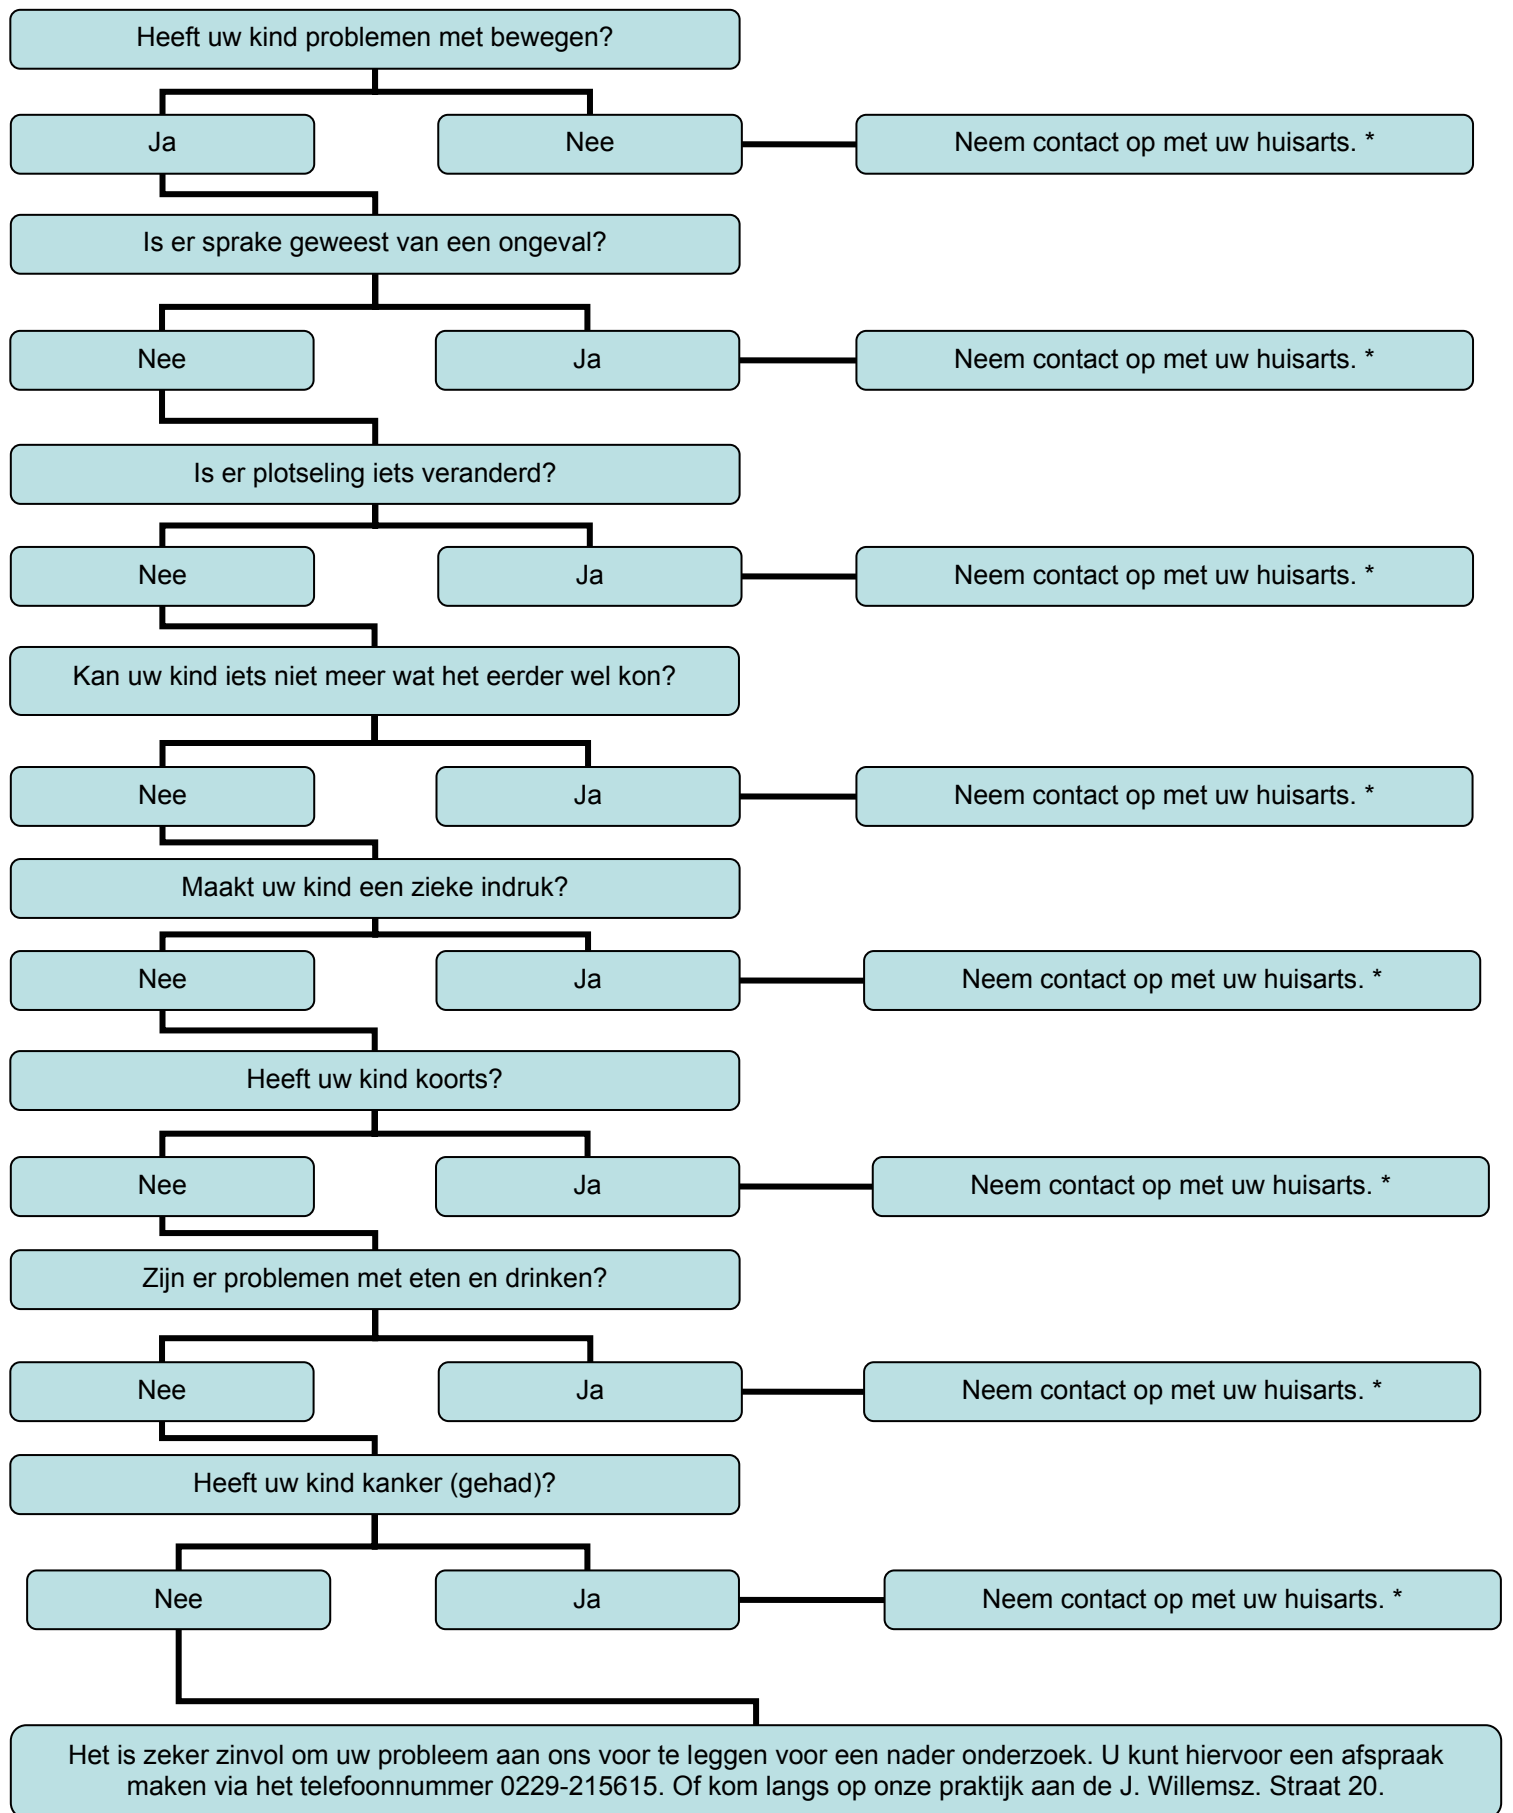 Heeft uw kind problemen met bewegen?
Ja
Nee
Neem contact op met uw huisarts. *
Is er sprake geweest van een ongeval?
Nee
Ja
Neem contact op met uw huisarts. *
Is er plotseling iets veranderd?
Nee
Ja
Neem contact op met uw huisarts. *
Kan uw kind iets niet meer wat het eerder wel kon?
Nee
Ja
Neem contact op met uw huisarts. *
Maakt uw kind een zieke indruk?
Nee
Ja
Neem contact op met uw huisarts. *
Heeft uw kind koorts?
Nee
Ja
Neem contact op met uw huisarts. *
Zijn er problemen met eten en drinken?
Nee
Ja
Neem contact op met uw huisarts. *
Heeft uw kind kanker (gehad)?
Nee
Ja
Neem contact op met uw huisarts. *
Het is zeker zinvol om uw probleem aan ons voor te leggen voor een nader onderzoek. U kunt hiervoor een afspraak
maken via het telefoonnummer 0229-215615. Of kom langs op onze praktijk aan de J. Willemsz. Straat 20.